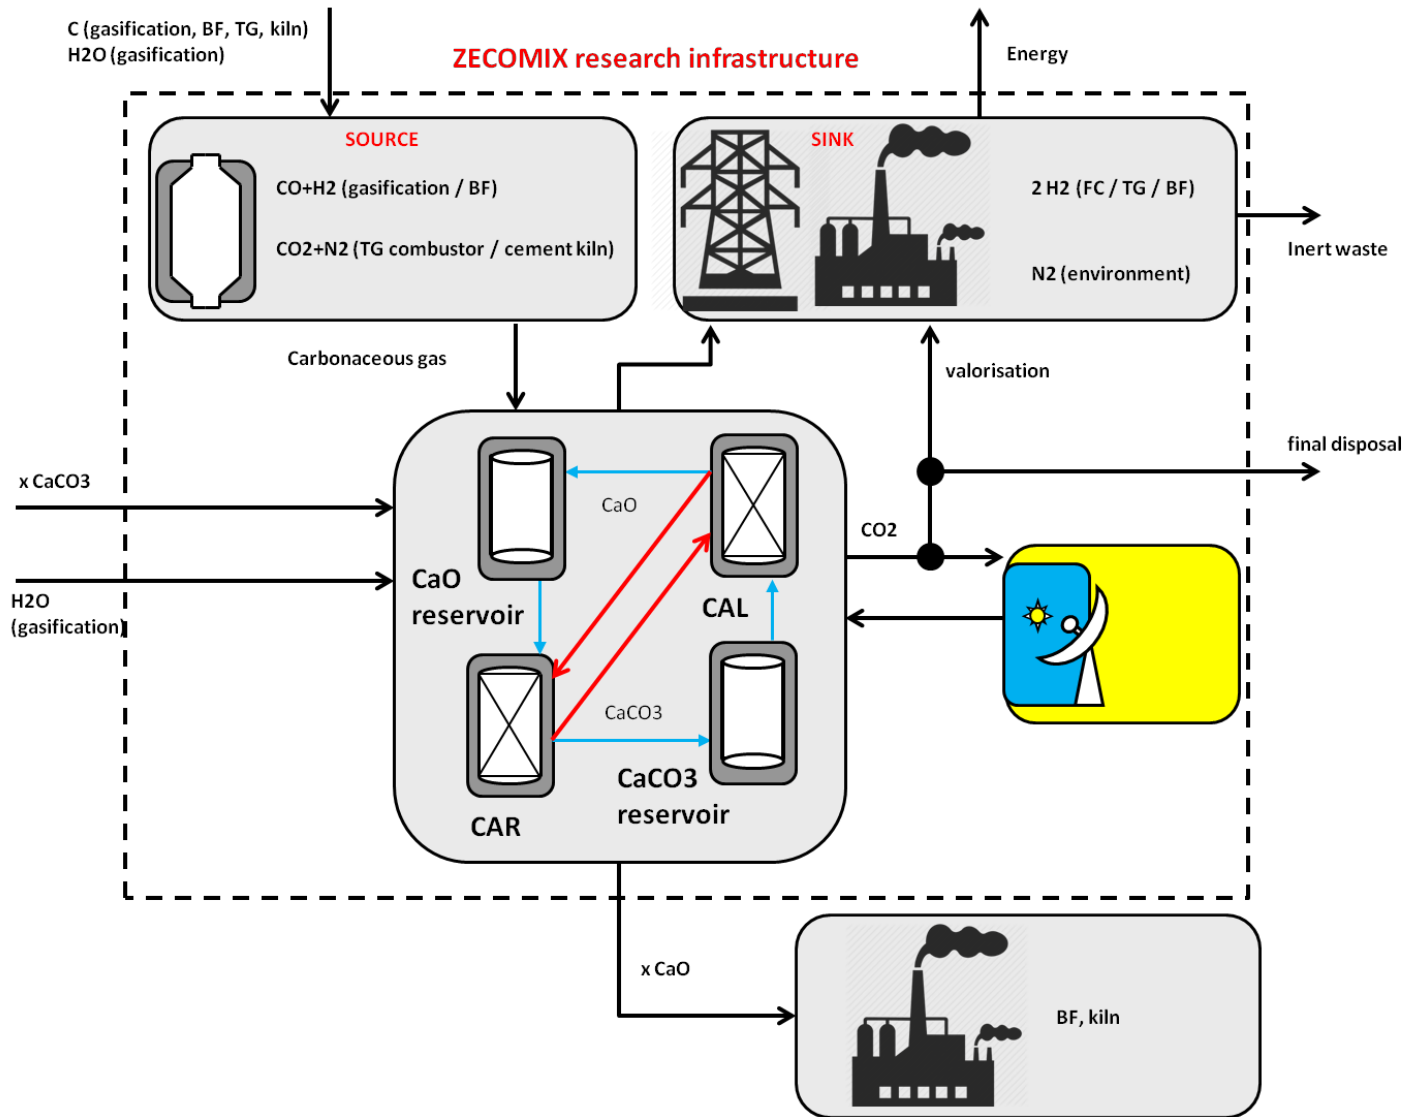 C (gasification, BF, TG, kiln)
H2O (gasification)
ZECOMIX research infrastructure
Energy
SOURCE
CO+H2 (gasification / BF)
CO2+N2 (TG combustor / cement kiln)
SINK
2 H2 (FC / TG / BF)
N2 (environment)
Inert waste
Carbonaceous gas
valorisation
final disposal
x CaCO3
H2O
(gasification)
CaO
CaO
reservoir
CAL
CO2
CaCO3
CAR
CaCO3
reservoir
x CaO
BF, kiln